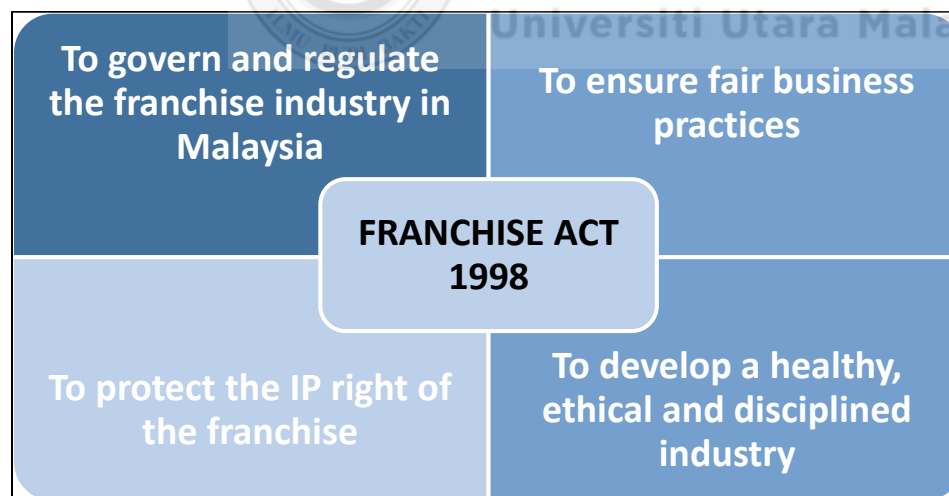 Universiti Utara Mala
To govern and regulate
the franchise industry in
Malaysia
To ensure fair business
practices
FRANCHISE ACT
1998
To protect the IP right of
the franchise
To develop a healthy,
ethical and disciplined
industry